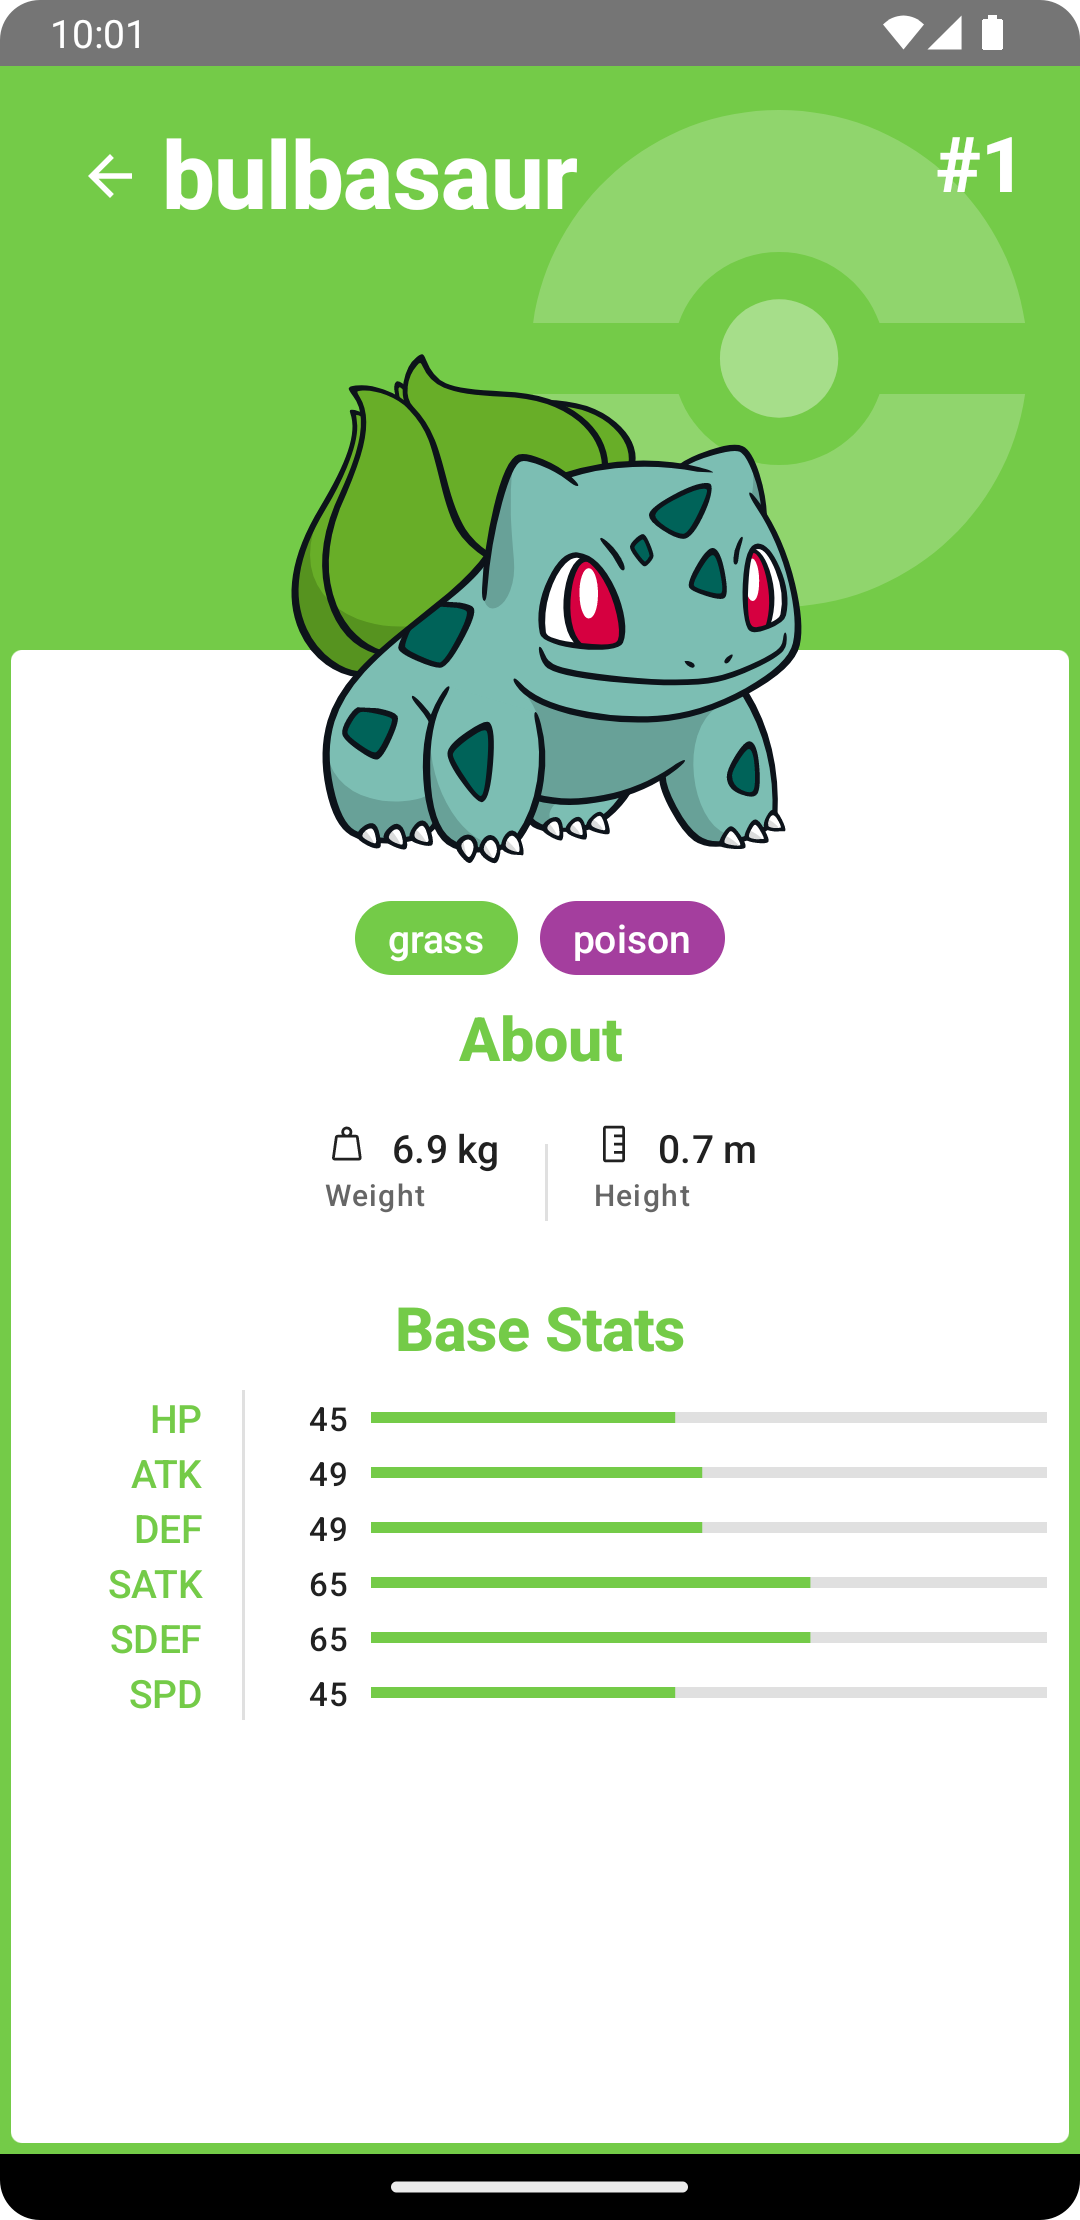 10:01
bulbasaur #1
grass poison
About
6.9 kg 0.7 m
Weight Height
Base Stats
HP 45
ATK 49
DEF 49
SATK 65
SDEF 65
SPD 45